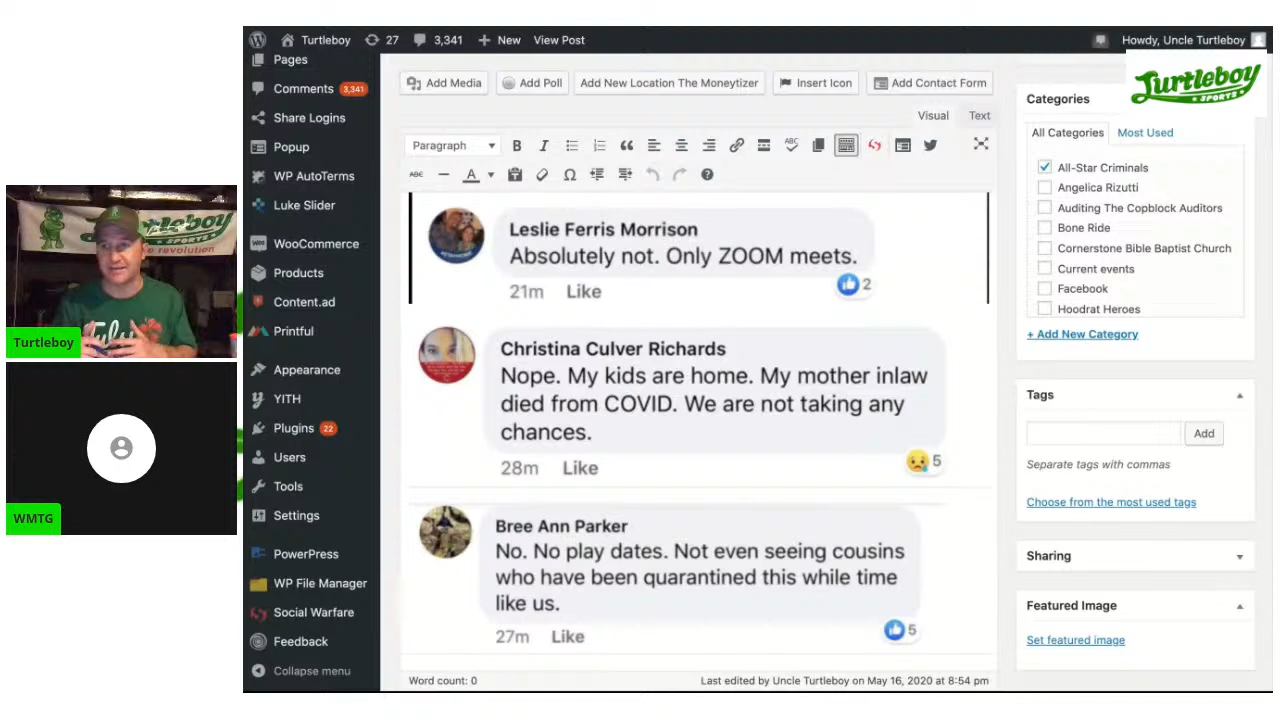 Turtleboy
27
3,341
New
View Post
Howdy, Uncle Turtleboy
Turtleboy
SPORTS
Pages
Comments 3,341
Share Logins
Popup
WP AutoTerms
Luke Slider
WooCommerce
Products
Content.ad
Printful
Appearance
YITH
Plugins 22
Users
Tools
Settings
PowerPress
WP File Manager
Social Warfare
Feedback
Collapse menu
Turtleboy
SPORTS
revolution
Turtleboy
WMTG
Add Media
Add Poll
Add New Location The Moneytizer
Insert Icon
Add Contact Form
Visual
Text
Paragraph
B I
ABC
ABC
A
Leslie Ferris Morrison
Absolutely not. Only ZOOM meets.
21m Like
2
Christina Culver Richards
Nope. My kids are home. My mother inlaw
died from COVID. We are not taking any
chances.
28m Like
5
Bree Ann Parker
No. No play dates. Not even seeing cousins
who have been quarantined this while time
like us.
27m Like
5
Word count: 0
Last edited by Uncle Turtleboy on May 16, 2020 at 8:54 pm
Categories
All Categories
Most Used
All-Star Criminals
Angelica Rizutti
Auditing The Copblock Auditors
Bone Ride
Cornerstone Bible Baptist Church
Current events
Facebook
Hoodrat Heroes
+ Add New Category
Tags
Add
Separate tags with commas
Choose from the most used tags
Sharing
Featured Image
Set featured image